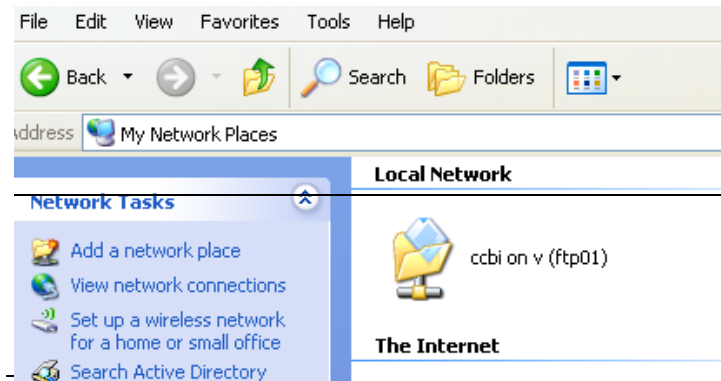 File Edit View Favorites Tools Help
Back Search Folders
Address My Network Places
Network Tasks
Add a network place
View network connections
Set up a wireless network
for a home or small office
Search Active Directory
Local Network
ccbi on v (ftp01)
The Internet